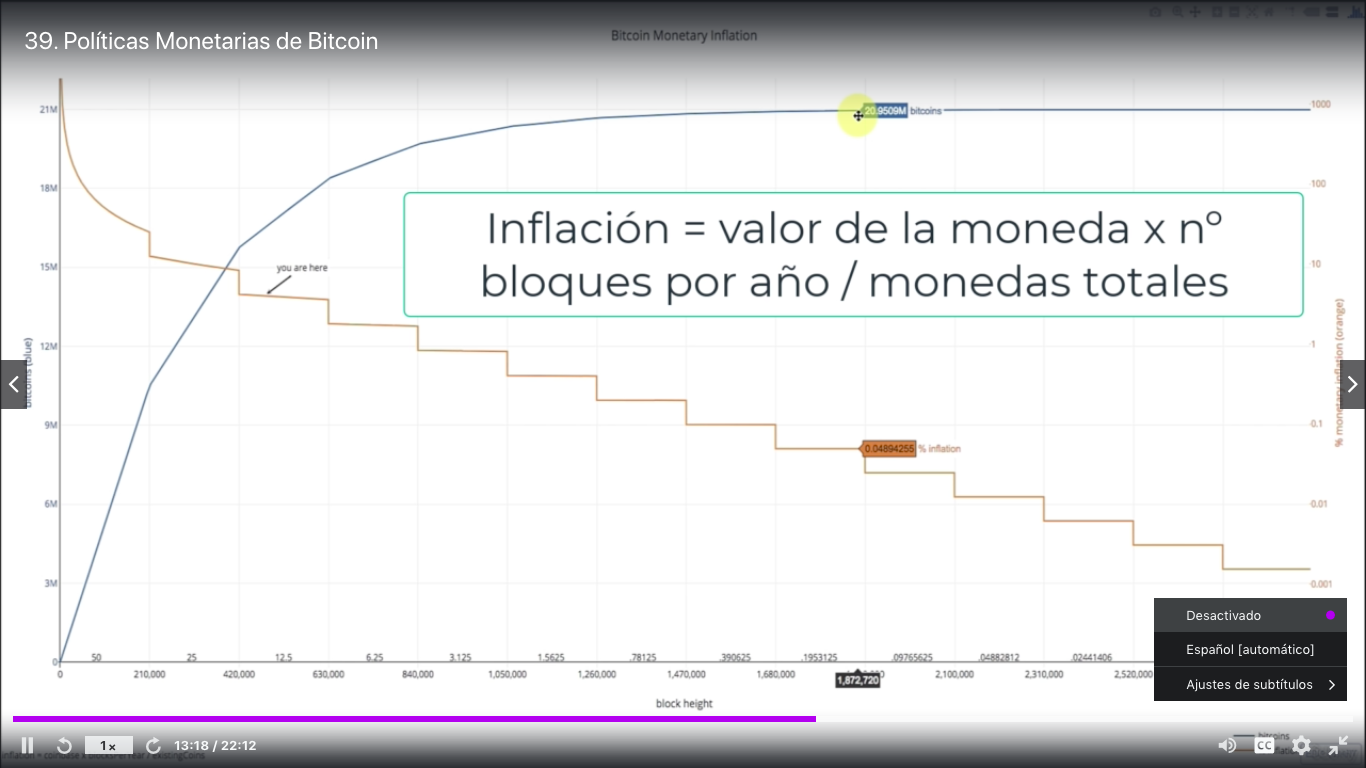 39. Políticas Monetarias de Bitcoin
Bitcoin Monetary Inflation
21M
18M
15M
12M
9M
6M
3M
0
bitcoins (blue)
20.9509M bitcoins
Inflación = valor de la moneda x nº
bloques por año / monedas totales
you are here
0.04894255 % inflation
1000
100
10
1
0.1
0.01
0.001
% monetary inflation (orange)
50 25 12.5 6.25 3.125 1.5625 .78125 .390625 .1953125 .09765625 .04882812 .02441406
0 210,000 420,000 630,000 840,000 1,050,000 1,260,000 1,470,000 1,680,000 1,872,720 2,100,000 2,310,000 2,520,000
block height
Desactivado
Español [automático]
Ajustes de subtítulos
1x
13:18 / 22:12
CC
bitcoins